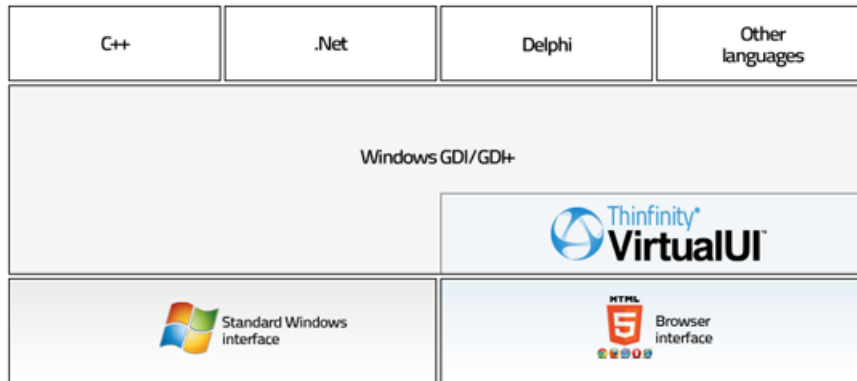 C++
.Net
Delphi
Other
languages
Windows GDI/GDI+
Thinfinity®
VirtualUI™
Standard Windows
interface
HTML
5
Browser
interface